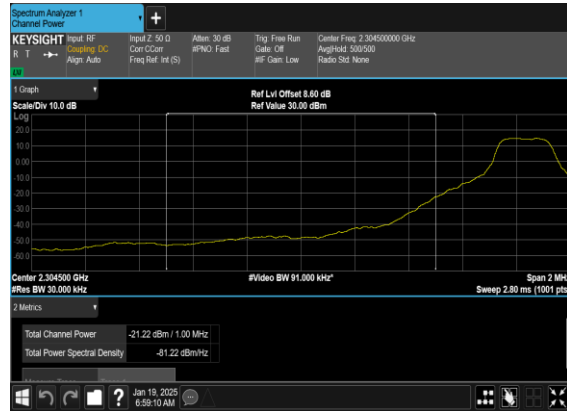 Spectrum Analyzer 1
Channel Power
+
KEYSIGHT Input: RF Input Z: 50 Ω Atten: 30 dB Trig: Free Run Center Freq: 2.304500000 GHz
R T Coupling: DC Corr CCorr #PNO: Fast Gate: Off Avg|Hold: 500/500
Align: Auto Freq Ref: Int (S) #IF Gain: Low Radio Std: None
1 Graph
Ref Lvl Offset 8.60 dB
Scale/Div 10.0 dB Ref Value 30.00 dBm
Log
20.0
10.0
0.00
-10.0
-20.0
-30.0
-40.0
-50.0
-60.0
Center 2.304500 GHz #Video BW 91.000 kHz* Span 2 MHz
#Res BW 30.000 kHz Sweep 2.80 ms (1001 pts)
2 Metrics
Total Channel Power -21.22 dBm / 1.00 MHz
Total Power Spectral Density -81.22 dBm/Hz
? Jan 19, 2025
6:59:10 AM